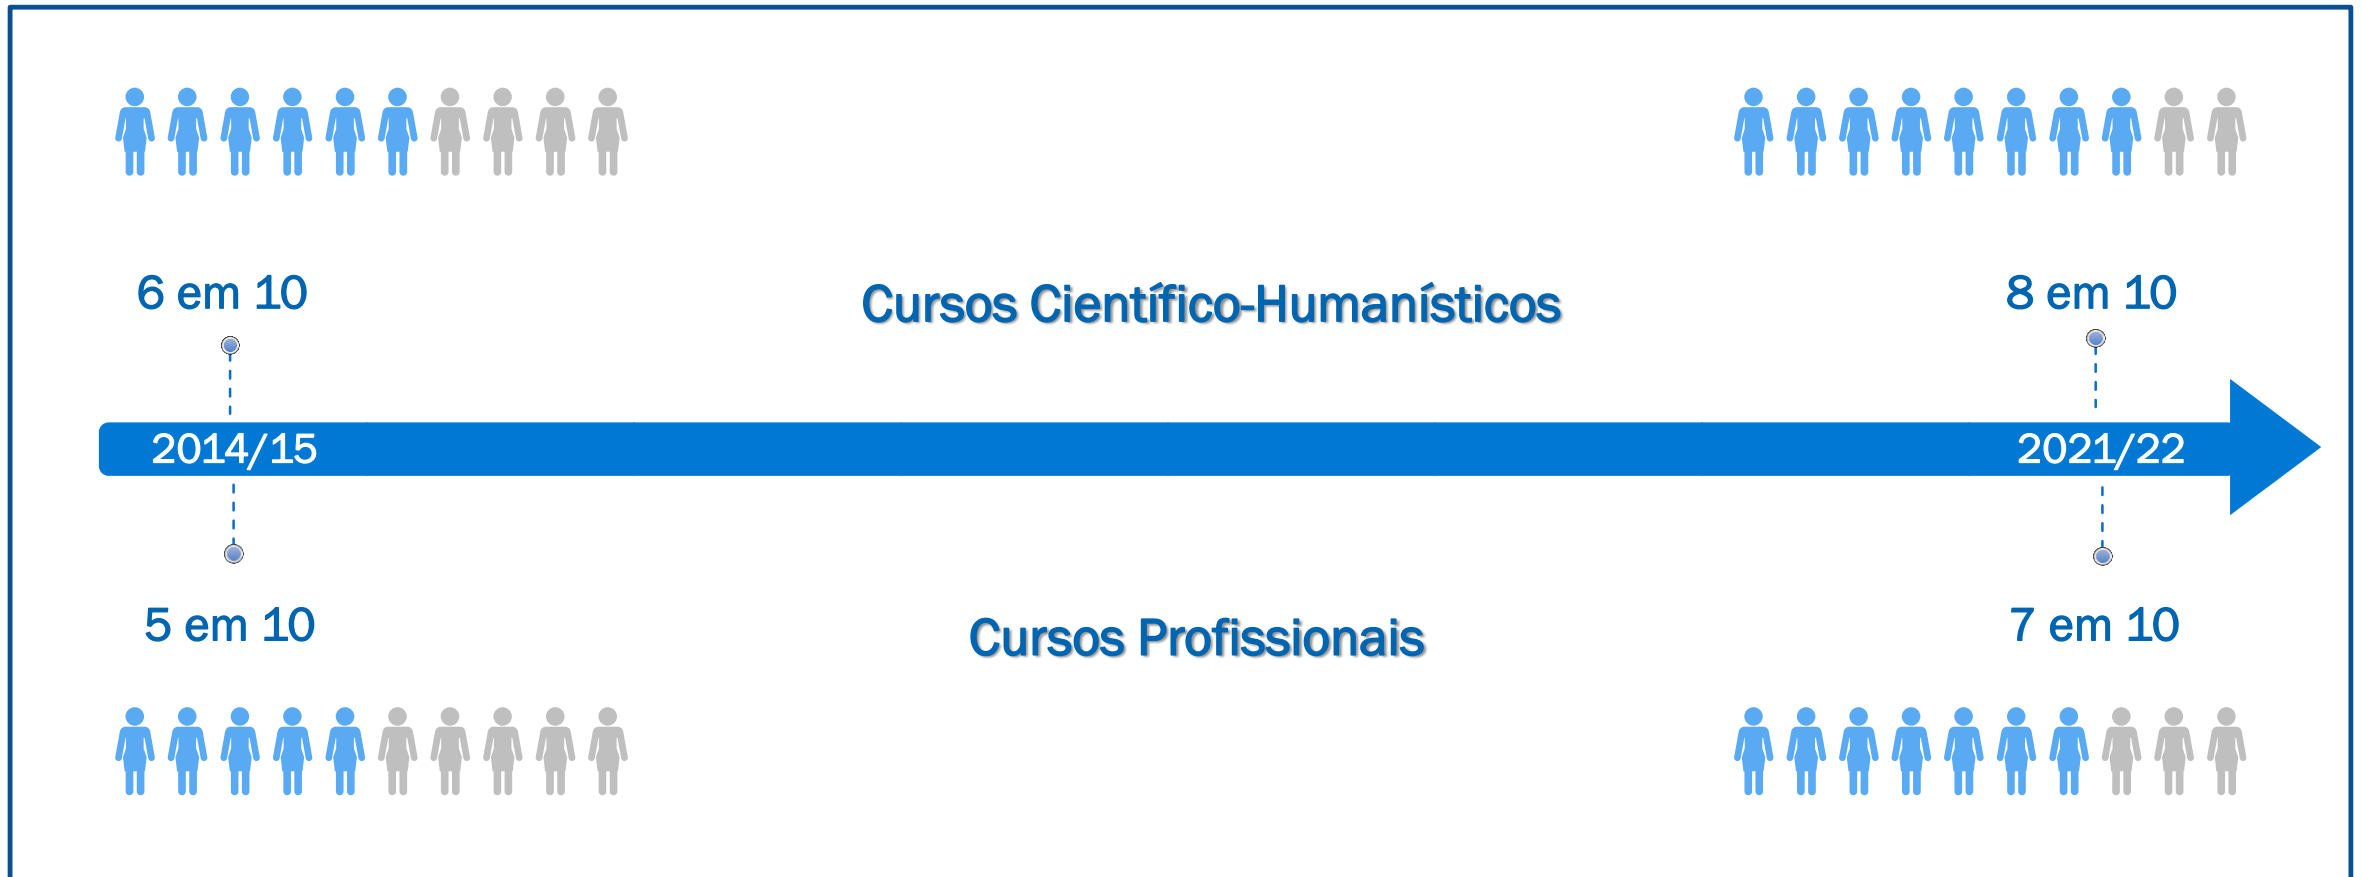 6 em 10
Cursos Científico-Humanísticos
8 em 10
2014/15
2021/22
5 em 10
Cursos Profissionais
7 em 10